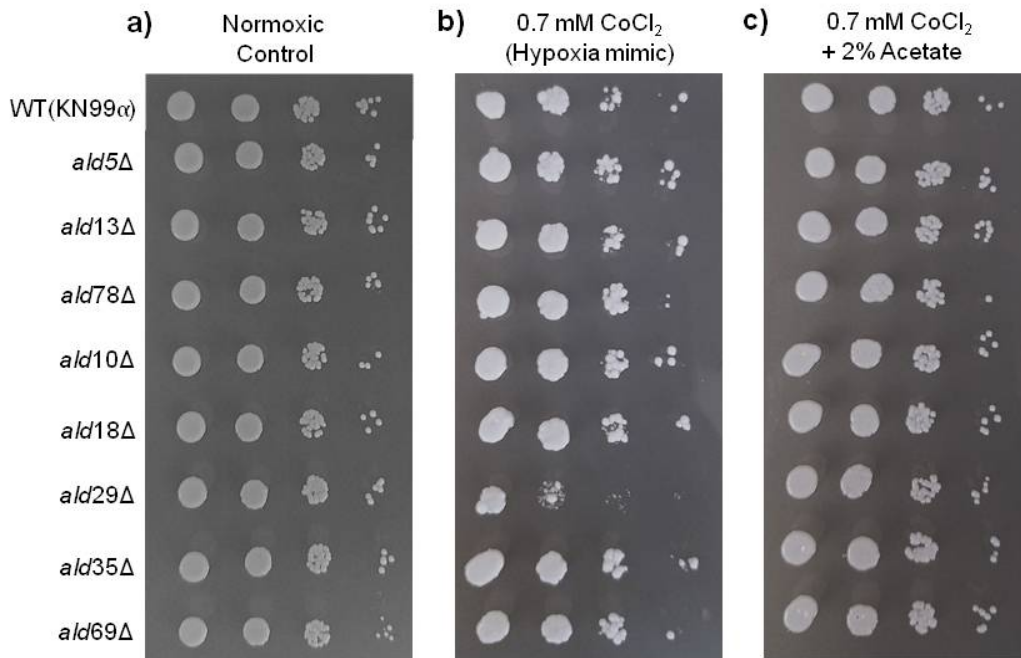 a)
Normoxic
Control
b)
0.7 mM CoCl₂
(Hypoxia mimic)
c)
0.7 mM CoCl₂
+ 2% Acetate
WT(KN99α)
ald5Δ
ald13Δ
ald78Δ
ald10Δ
ald18Δ
ald29Δ
ald35Δ
ald69Δ